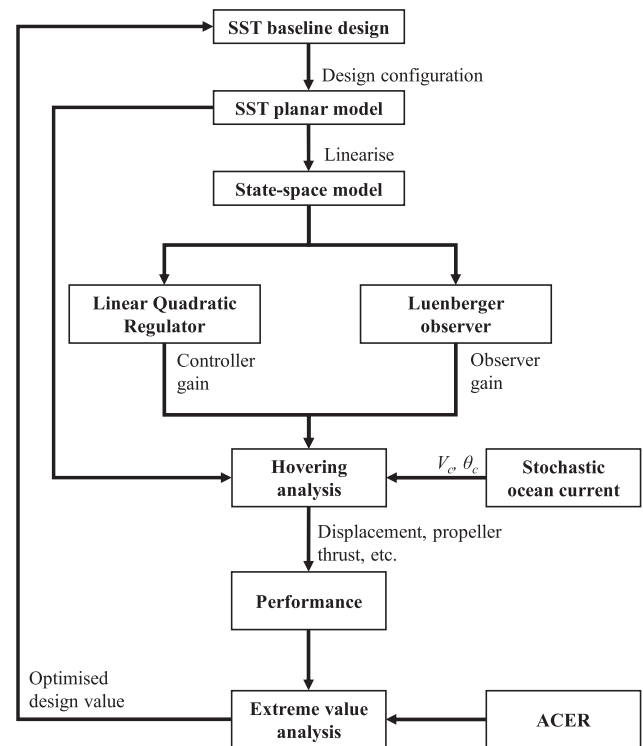 SST baseline design
Design configuration
SST planar model
Linearise
State-space model
Linear Quadratic
Regulator
Luenberger
observer
Controller
gain
Observer
gain
Hovering
analysis
V_c, θ_c
Stochastic
ocean current
Displacement, propeller
thrust, etc.
Performance
Optimised
design value
Extreme value
analysis
ACER